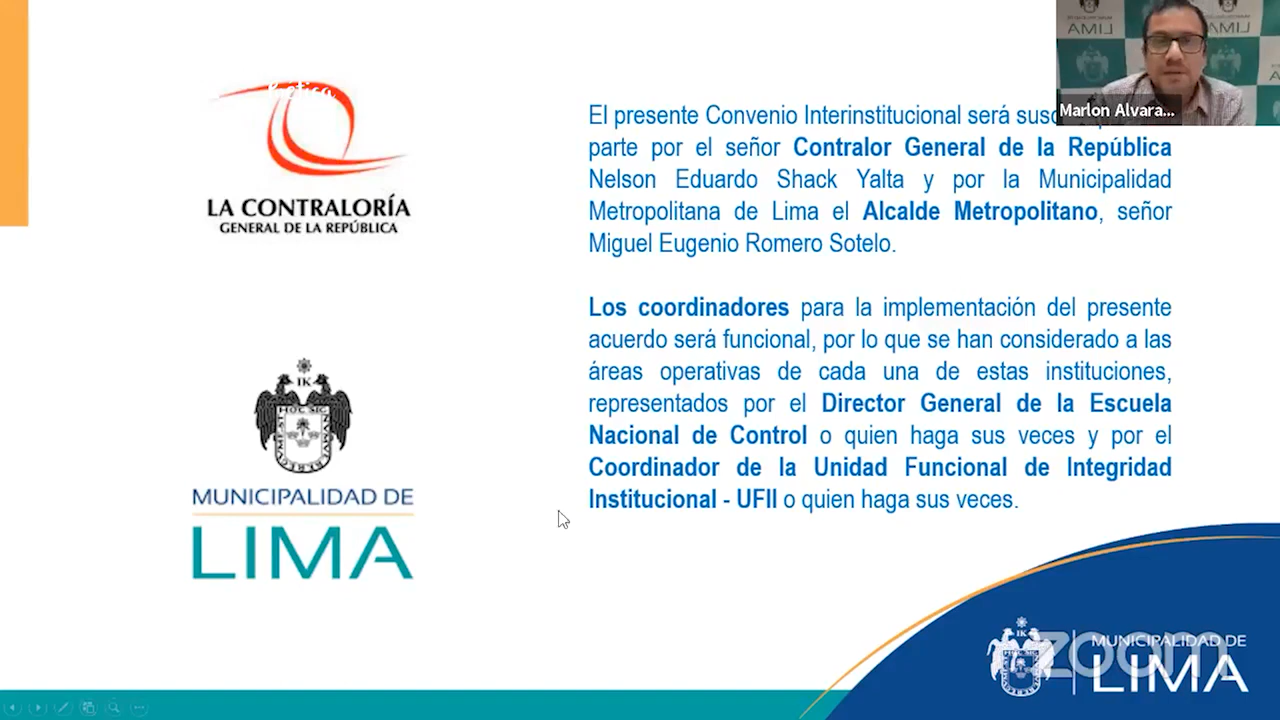 LA CONTRALORÍA
GENERAL DE LA REPÚBLICA
IK
MUNICIPALIDAD DE
LIMA
El presente Convenio Interinstitucional será
parte por el señor Contralor General de la República
Nelson Eduardo Shack Yalta y por la Municipalidad
Metropolitana de Lima el Alcalde Metropolitano, señor
Miguel Eugenio Romero Sotelo.
Los coordinadores para la implementación del presente
acuerdo será funcional, por lo que se han considerado a las
áreas operativas de cada una de estas instituciones,
representados por el Director General de la Escuela
Nacional de Control o quien haga sus veces y por el
Coordinador de la Unidad Funcional de Integridad
Institucional - UFII o quien haga sus veces.
LIMA
Marlon Alvara...
IK
MUNICIPALIDAD DE
LIMA
zoom